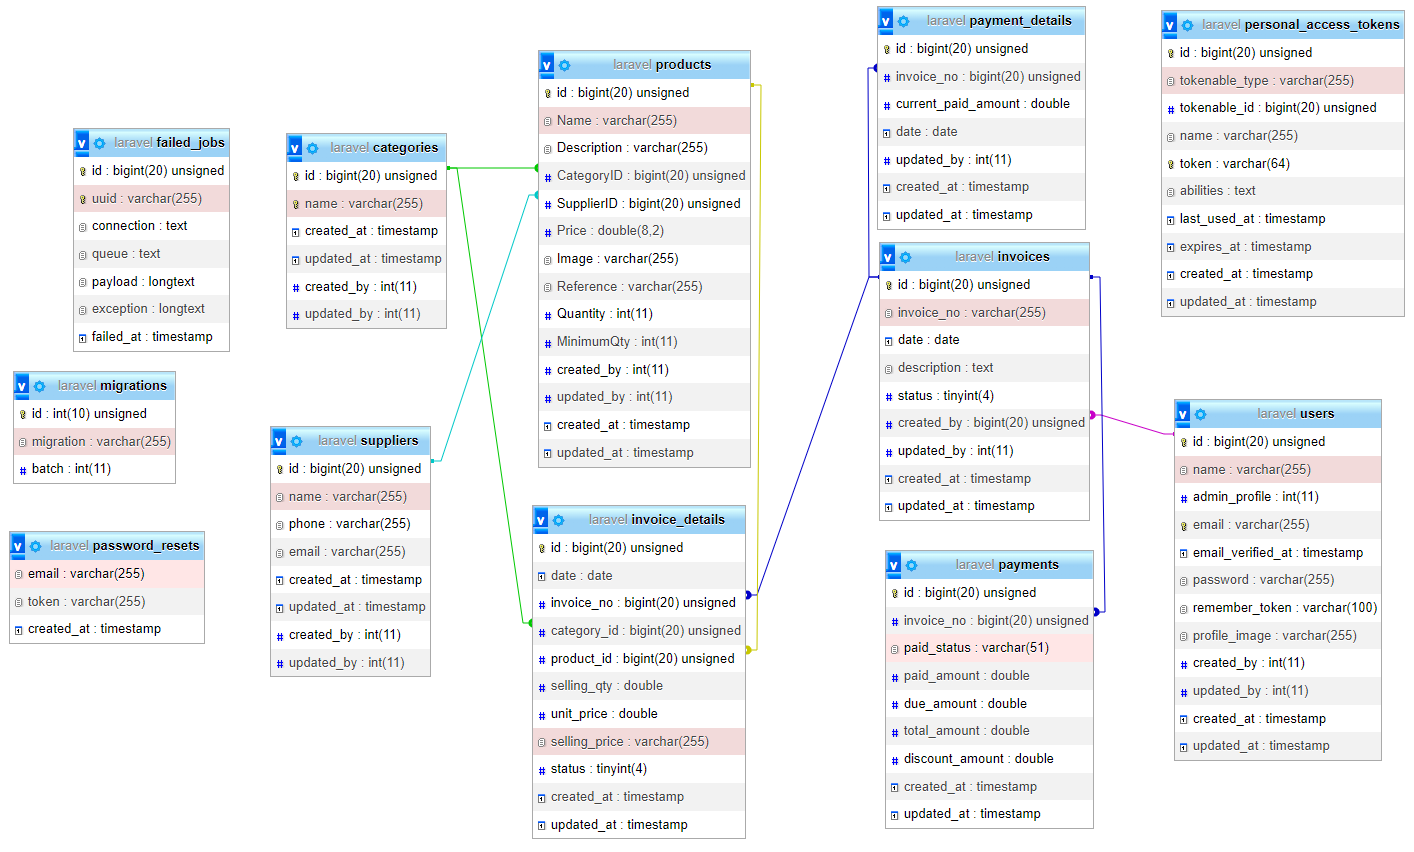 laravel failed_jobs
id : bigint(20) unsigned
uuid : varchar(255)
connection : text
queue : text
payload : longtext
exception : longtext
failed_at : timestamp
laravel migrations
id : int(10) unsigned
migration : varchar(255)
batch : int(11)
laravel password_resets
email : varchar(255)
token : varchar(255)
created_at : timestamp
laravel categories
id : bigint(20) unsigned
name : varchar(255)
created_at : timestamp
updated_at : timestamp
created_by : int(11)
updated_by : int(11)
laravel suppliers
id : bigint(20) unsigned
name : varchar(255)
phone : varchar(255)
email : varchar(255)
created_at : timestamp
updated_at : timestamp
created_by : int(11)
updated_by : int(11)
laravel products
id : bigint(20) unsigned
Name : varchar(255)
Description : varchar(255)
CategoryID : bigint(20) unsigned
SupplierID : bigint(20) unsigned
Price : double(8,2)
Image : varchar(255)
Reference : varchar(255)
Quantity : int(11)
MinimumQty : int(11)
created_by : int(11)
updated_by : int(11)
created_at : timestamp
updated_at : timestamp
laravel invoice_details
id : bigint(20) unsigned
date : date
invoice_no : bigint(20) unsigned
category_id : bigint(20) unsigned
product_id : bigint(20) unsigned
selling_qty : double
unit_price : double
selling_price : varchar(255)
status : tinyint(4)
created_at : timestamp
updated_at : timestamp
laravel payment_details
id : bigint(20) unsigned
invoice_no : bigint(20) unsigned
current_paid_amount : double
date : date
updated_by : int(11)
created_at : timestamp
updated_at : timestamp
laravel invoices
id : bigint(20) unsigned
invoice_no : varchar(255)
date : date
description : text
status : tinyint(4)
created_by : bigint(20) unsigned
updated_by : int(11)
created_at : timestamp
updated_at : timestamp
laravel payments
id : bigint(20) unsigned
invoice_no : bigint(20) unsigned
paid_status : varchar(51)
paid_amount : double
due_amount : double
total_amount : double
discount_amount : double
created_at : timestamp
updated_at : timestamp
laravel personal_access_tokens
id : bigint(20) unsigned
tokenable_type : varchar(255)
tokenable_id : bigint(20) unsigned
name : varchar(255)
token : varchar(64)
abilities : text
last_used_at : timestamp
expires_at : timestamp
created_at : timestamp
updated_at : timestamp
laravel users
id : bigint(20) unsigned
name : varchar(255)
admin_profile : int(11)
email : varchar(255)
email_verified_at : timestamp
password : varchar(255)
remember_token : varchar(100)
profile_image : varchar(255)
created_by : int(11)
updated_by : int(11)
created_at : timestamp
updated_at : timestamp